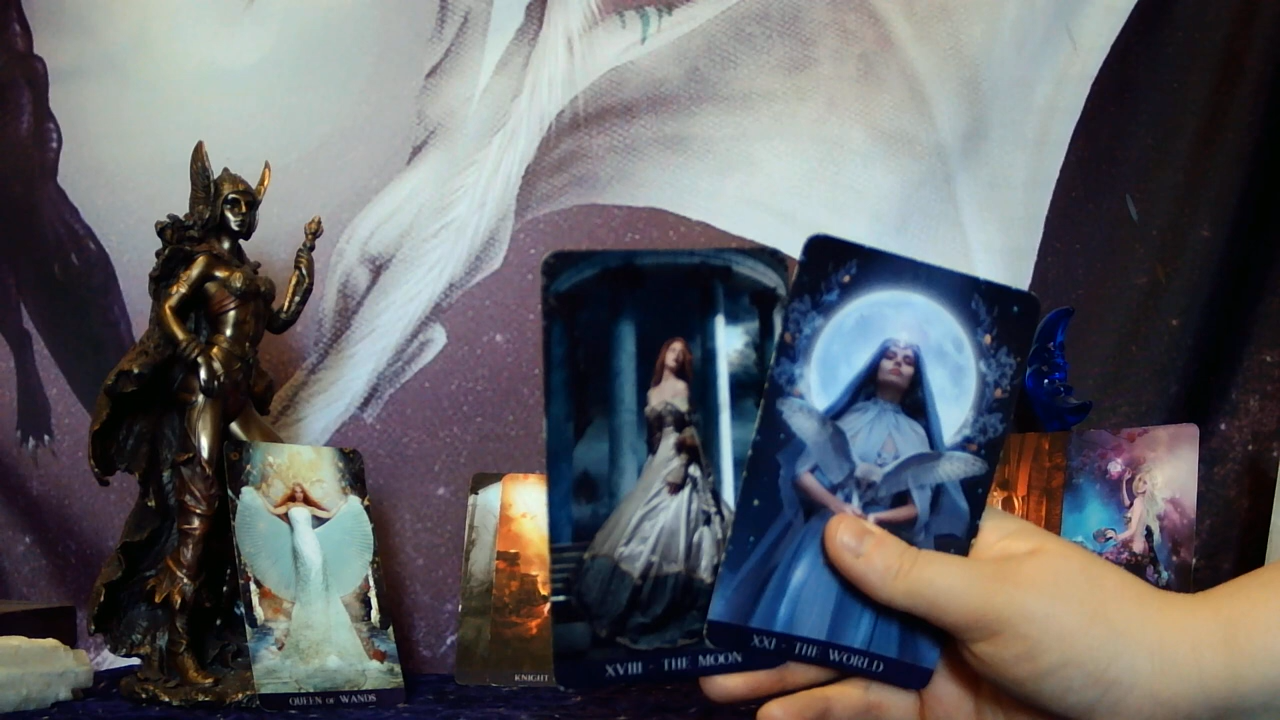 QUEEN OF WANDS
KNIGHT
XVIII · THE MOON
XXI · THE WORLD